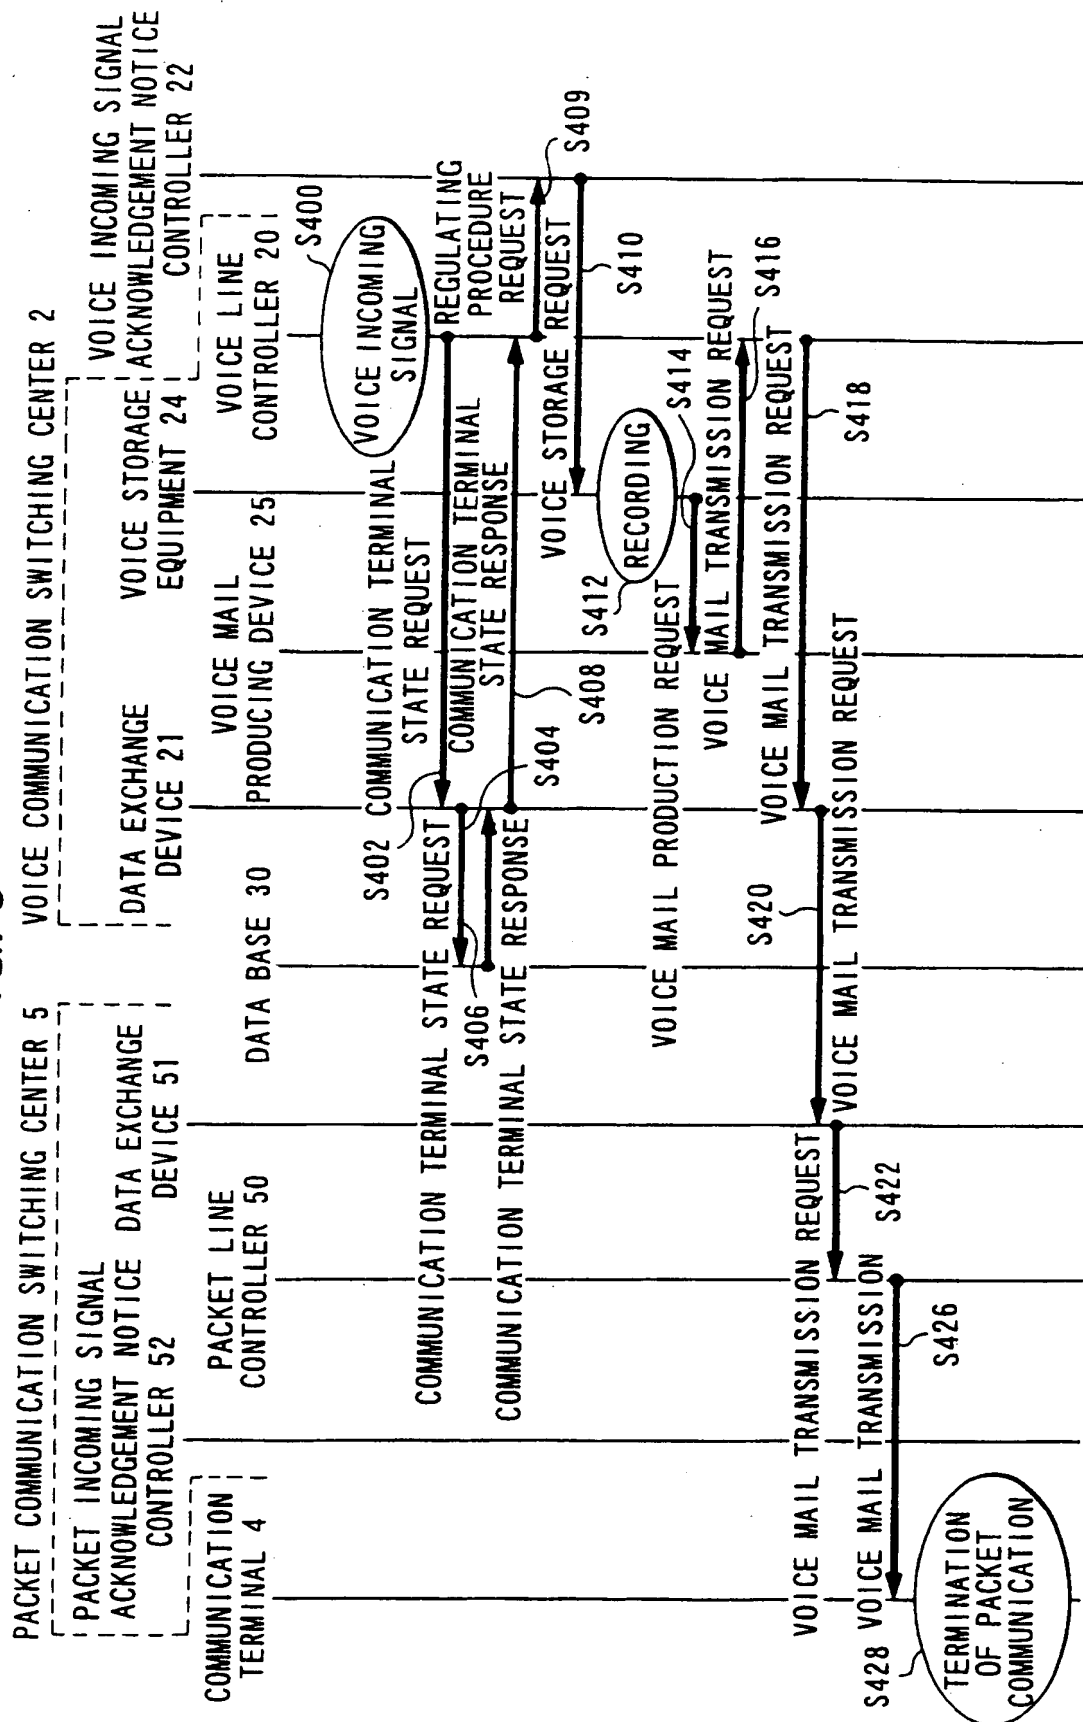 PACKET COMMUNICATION SWITCHING CENTER 5
VOICE COMMUNICATION SWITCHING CENTER 2
COMMUNICATION
TERMINAL 4
PACKET INCOMING SIGNAL
ACKNOWLEDGEMENT NOTICE
CONTROLLER 52
PACKET LINE
CONTROLLER 50
DATA EXCHANGE
DEVICE 51
DATA BASE 30
DATA EXCHANGE
DEVICE 21
VOICE MAIL
PRODUCING DEVICE 25
VOICE STORAGE
EQUIPMENT 24
VOICE LINE
CONTROLLER 20
VOICE INCOMING SIGNAL
ACKNOWLEDGEMENT NOTICE
CONTROLLER 22
S400
VOICE INCOMING
SIGNAL
S402
COMMUNICATION TERMINAL
STATE REQUEST
COMMUNICATION TERMINAL STATE REQUEST
S404
S406
COMMUNICATION TERMINAL STATE RESPONSE
COMMUNICATION TERMINAL
STATE RESPONSE
S408
REGULATING
PROCEDURE
REQUEST
S409
VOICE STORAGE REQUEST
S410
S412
RECORDING
VOICE MAIL PRODUCTION REQUEST
S414
VOICE MAIL TRANSMISSION REQUEST
S416
VOICE MAIL TRANSMISSION REQUEST
S418
S420
VOICE MAIL TRANSMISSION REQUEST
VOICE MAIL TRANSMISSION REQUEST
S422
VOICE MAIL TRANSMISSION
S426
S428
TERMINATION
OF PACKET
COMMUNICATION